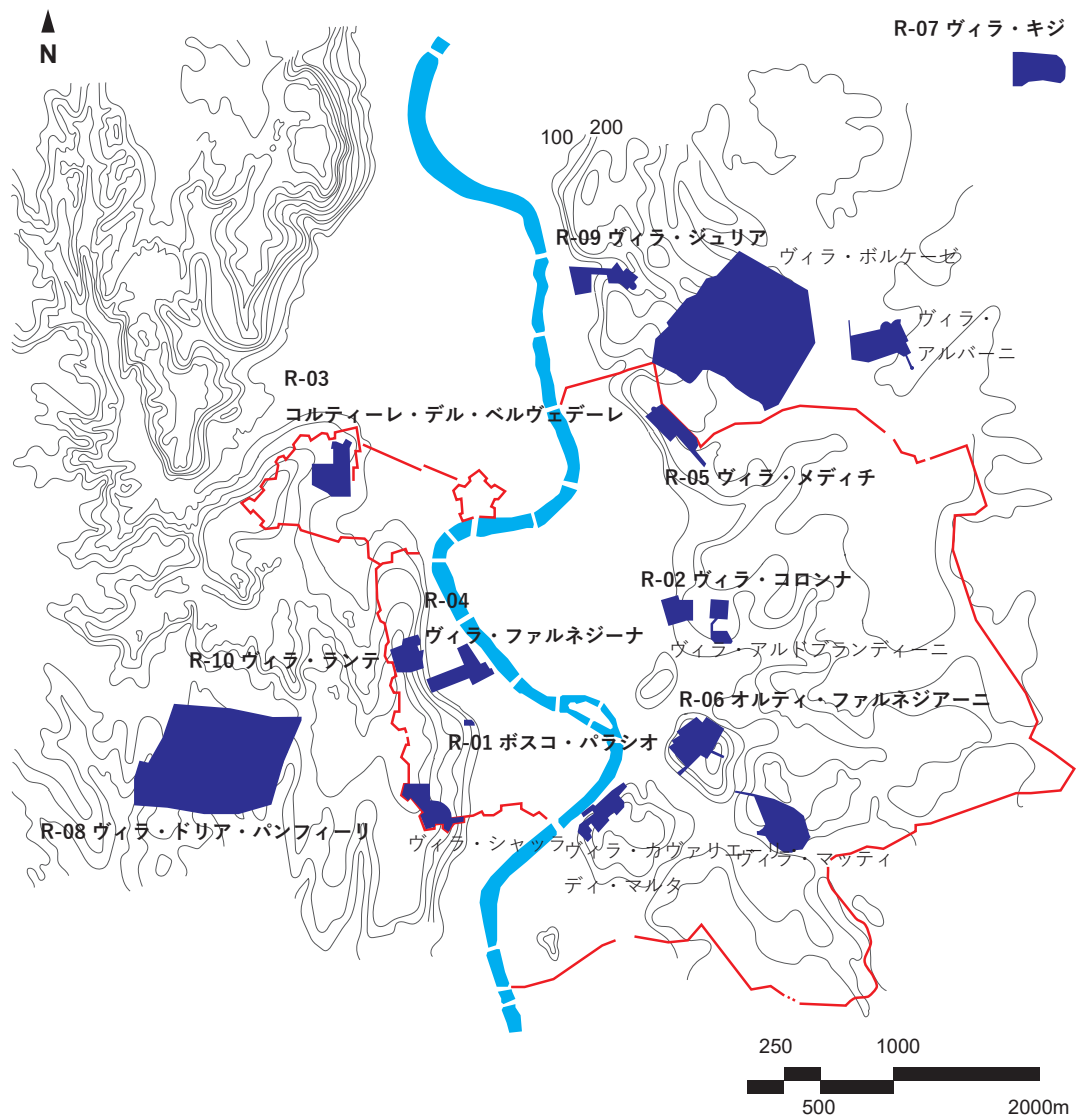 N
R-07 ヴィラ・キジ
100 200
R-09 ヴィラ・ジュリア
ヴィラ・ボルケーゼ
ヴィラ・
アルバーニ
R-03
コルティーレ・デル・ベルヴェデーレ
R-05 ヴィラ・メディチ
R-02 ヴィラ・コロンナ
R-04
ヴィラ・ファルネジーナ
ヴィラ・アルドブランディーニ
R-10 ヴィラ・ランテ
R-06 オルティ・ファルネジアーニ
R-01 ボスコ・パラシオ
R-08 ヴィラ・ドリア・パンフィーリ
ヴィラ・シャッラ
ヴィラ・カヴァリエーリ・
ディ・マルタ
ヴィラ・マッティ
250 1000
500 2000m